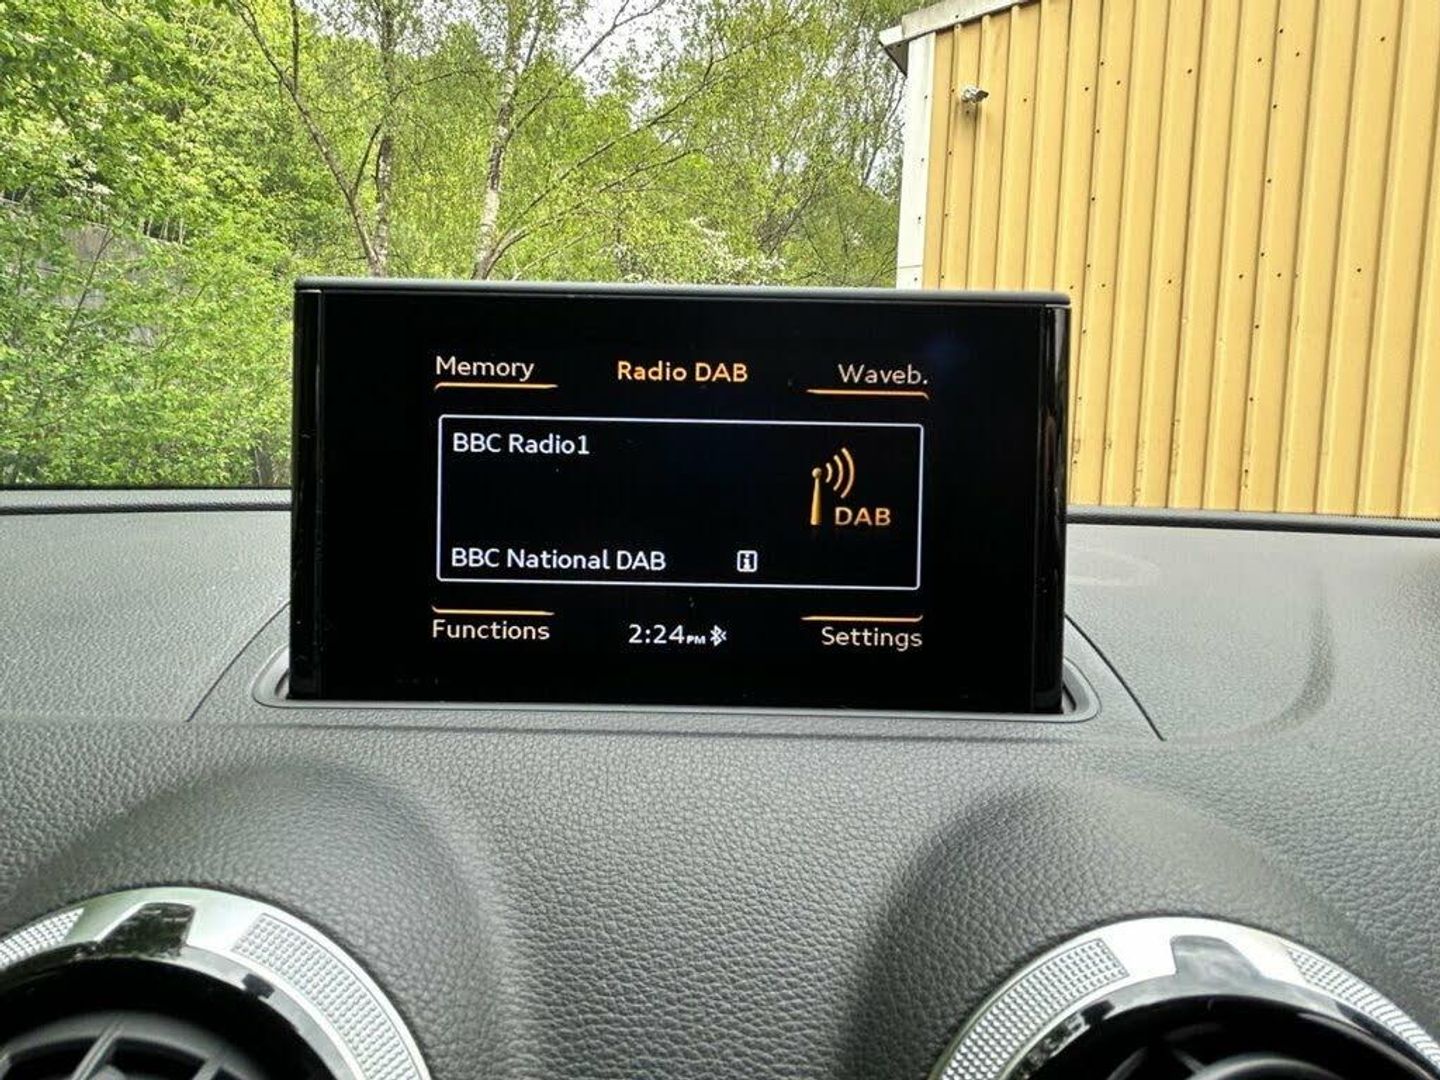 Memory Radio DAB Waveb.
BBC Radio1
DAB
BBC National DAB i
Functions 2:24PM Settings